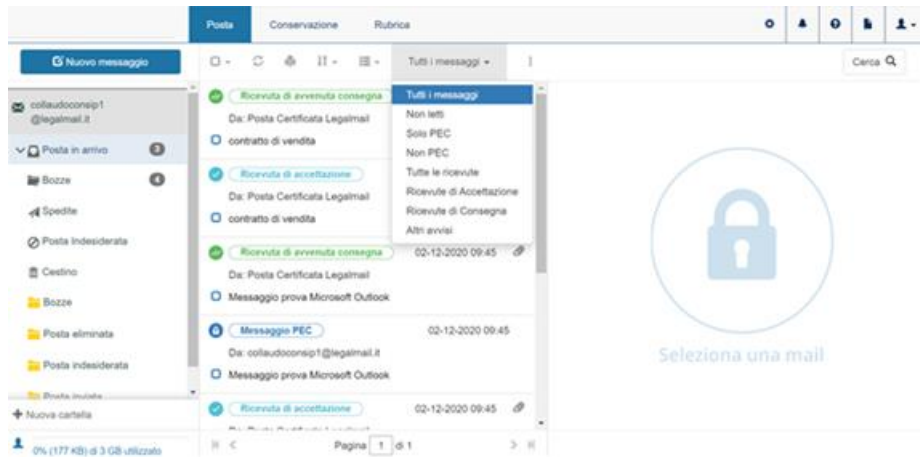 Posta
Conservazione
Rubrica
Nuovo messaggio
Tutti i messaggi
Cerca
collaudoconsip1
@legalmail.it
Posta in arrivo 3
Bozze 4
Spedite
Posta Indesiderata
Cestino
Bozze
Posta eliminata
Posta indesiderata
Posta inviata
Nuova cartella
0% (177 KB) di 3 GB utilizzato
Ricevuta di avvenuta consegna
Da: Posta Certificata Legalmail
contratto di vendita
Ricevuta di accettazione
Da: Posta Certificata Legalmail
contratto di vendita
Ricevuta di avvenuta consegna 02-12-2020 09:45
Da: Posta Certificata Legalmail
Messaggio prova Microsoft Outlook
Messaggio PEC 02-12-2020 09:45
Da: collaudoconsip1@legalmail.it
Messaggio prova Microsoft Outlook
Ricevuta di accettazione 02-12-2020 09:45
Pagina 1 di 1
Tutti i messaggi
Non letti
Solo PEC
Non PEC
Tutte le ricevute
Ricevute di Accettazione
Ricevute di Consegna
Altri avvisi
Seleziona una mail